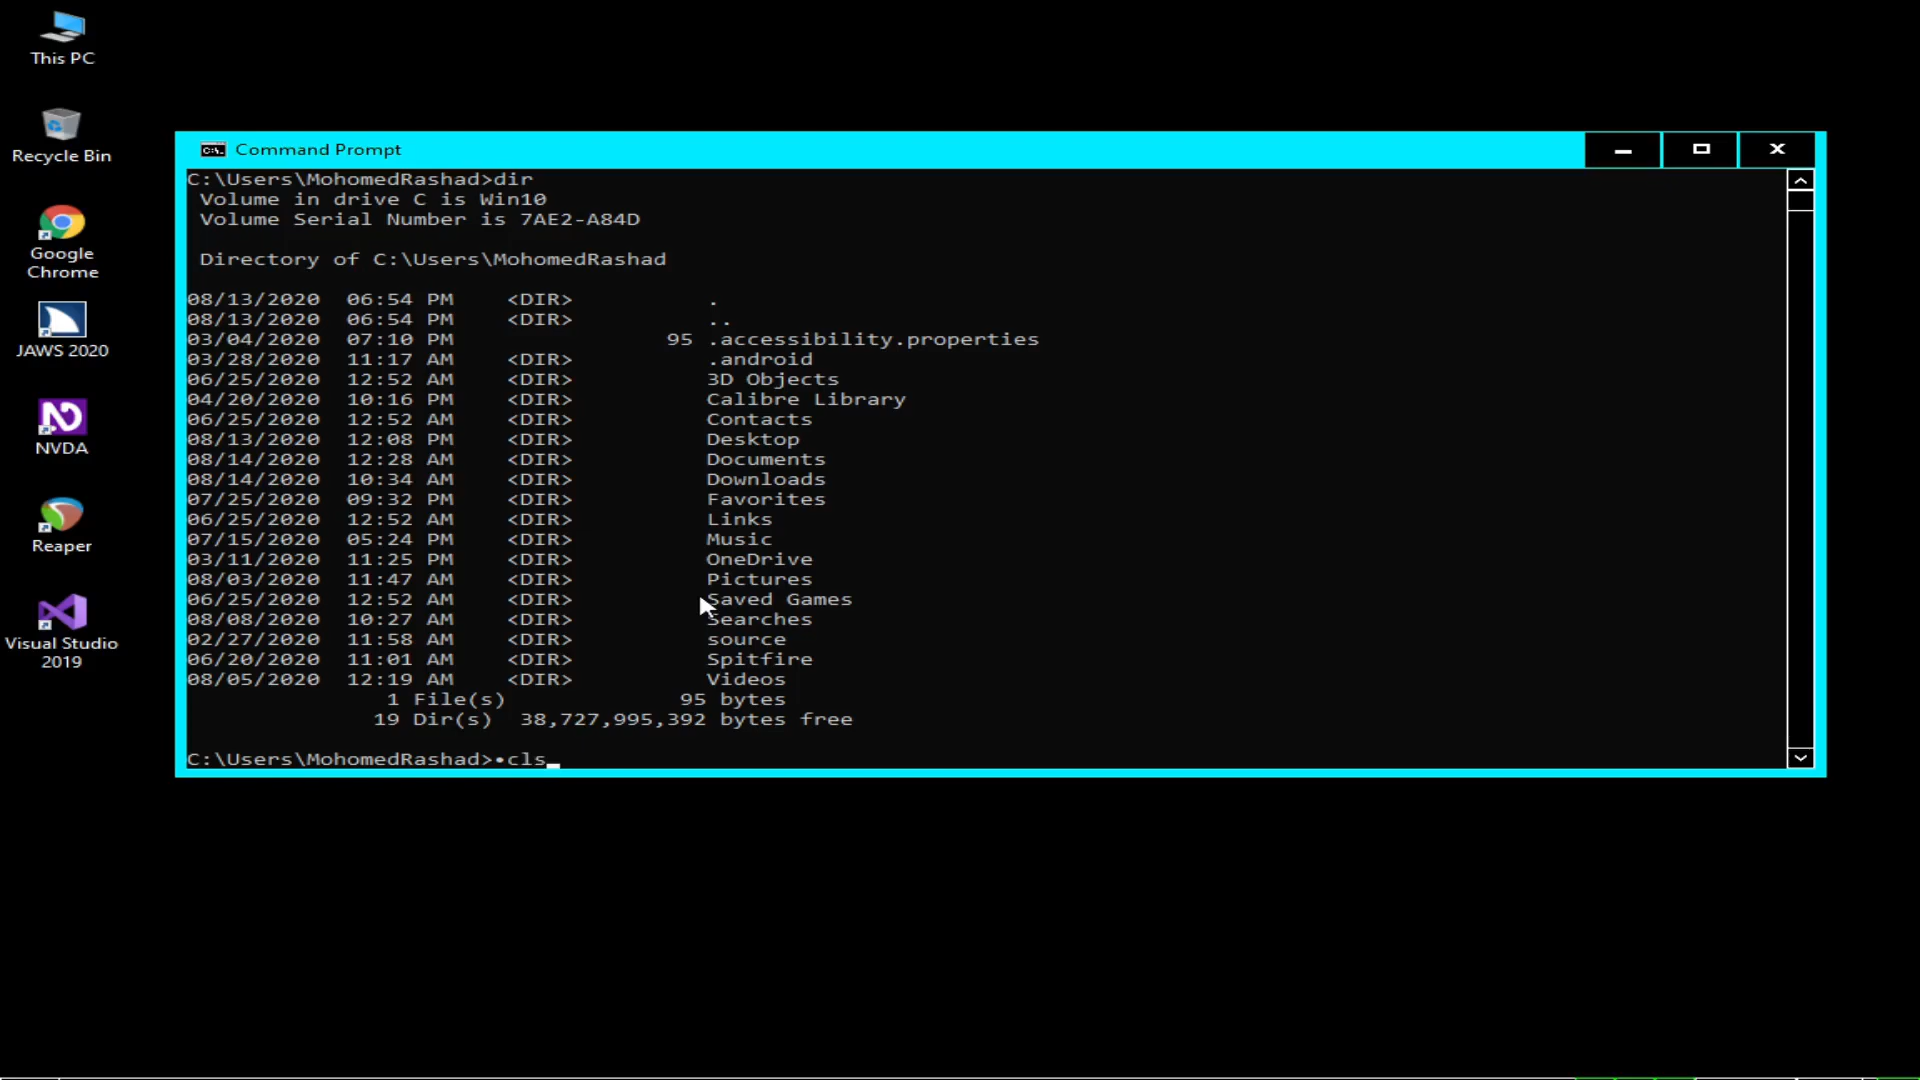 This PC
Recycle Bin
Google
Chrome
JAWS 2020
NVDA
Reaper
Visual Studio
2019
C:\. Command Prompt
C:\Users\MohomedRashad>dir
 Volume in drive C is Win10
 Volume Serial Number is 7AE2-A84D
 Directory of C:\Users\MohomedRashad
08/13/2020  06:54 PM    <DIR>          .
08/13/2020  06:54 PM    <DIR>          ..
03/04/2020  07:10 PM                95 .accessibility.properties
03/28/2020  11:17 AM    <DIR>          .android
06/25/2020  12:52 AM    <DIR>          3D Objects
04/20/2020  10:16 PM    <DIR>          Calibre Library
06/25/2020  12:52 AM    <DIR>          Contacts
08/13/2020  12:08 PM    <DIR>          Desktop
08/14/2020  12:28 AM    <DIR>          Documents
08/14/2020  10:34 AM    <DIR>          Downloads
07/25/2020  09:32 PM    <DIR>          Favorites
06/25/2020  12:52 AM    <DIR>          Links
07/15/2020  05:24 PM    <DIR>          Music
03/11/2020  11:25 PM    <DIR>          OneDrive
08/03/2020  11:47 AM    <DIR>          Pictures
06/25/2020  12:52 AM    <DIR>          Saved Games
08/08/2020  10:27 AM    <DIR>          Searches
02/27/2020  11:58 AM    <DIR>          source
06/20/2020  11:01 AM    <DIR>          Spitfire
08/05/2020  12:19 AM    <DIR>          Videos
               1 File(s)             95 bytes
              19 Dir(s)  38,727,995,392 bytes free
C:\Users\MohomedRashad>•cls_